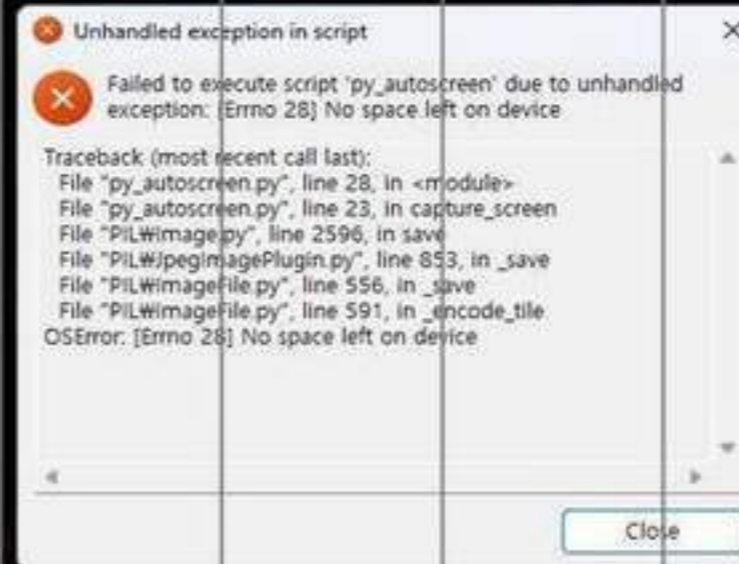 Unhandled exception in script
Failed to execute script 'py_autoscreen' due to unhandled
exception: [Errno 28] No space left on device
Traceback (most recent call last):
File "py_autoscreen.py", line 28, in <module>
File "py_autoscreen.py", line 23, in capture_screen
File "PIL₩Image.py", line 2596, in save
File "PIL₩JpegImagePlugin.py", line 853, in _save
File "PIL₩ImageFile.py", line 556, in _save
File "PIL₩ImageFile.py", line 591, in _encode_tile
OSError: [Errno 28] No space left on device
Close